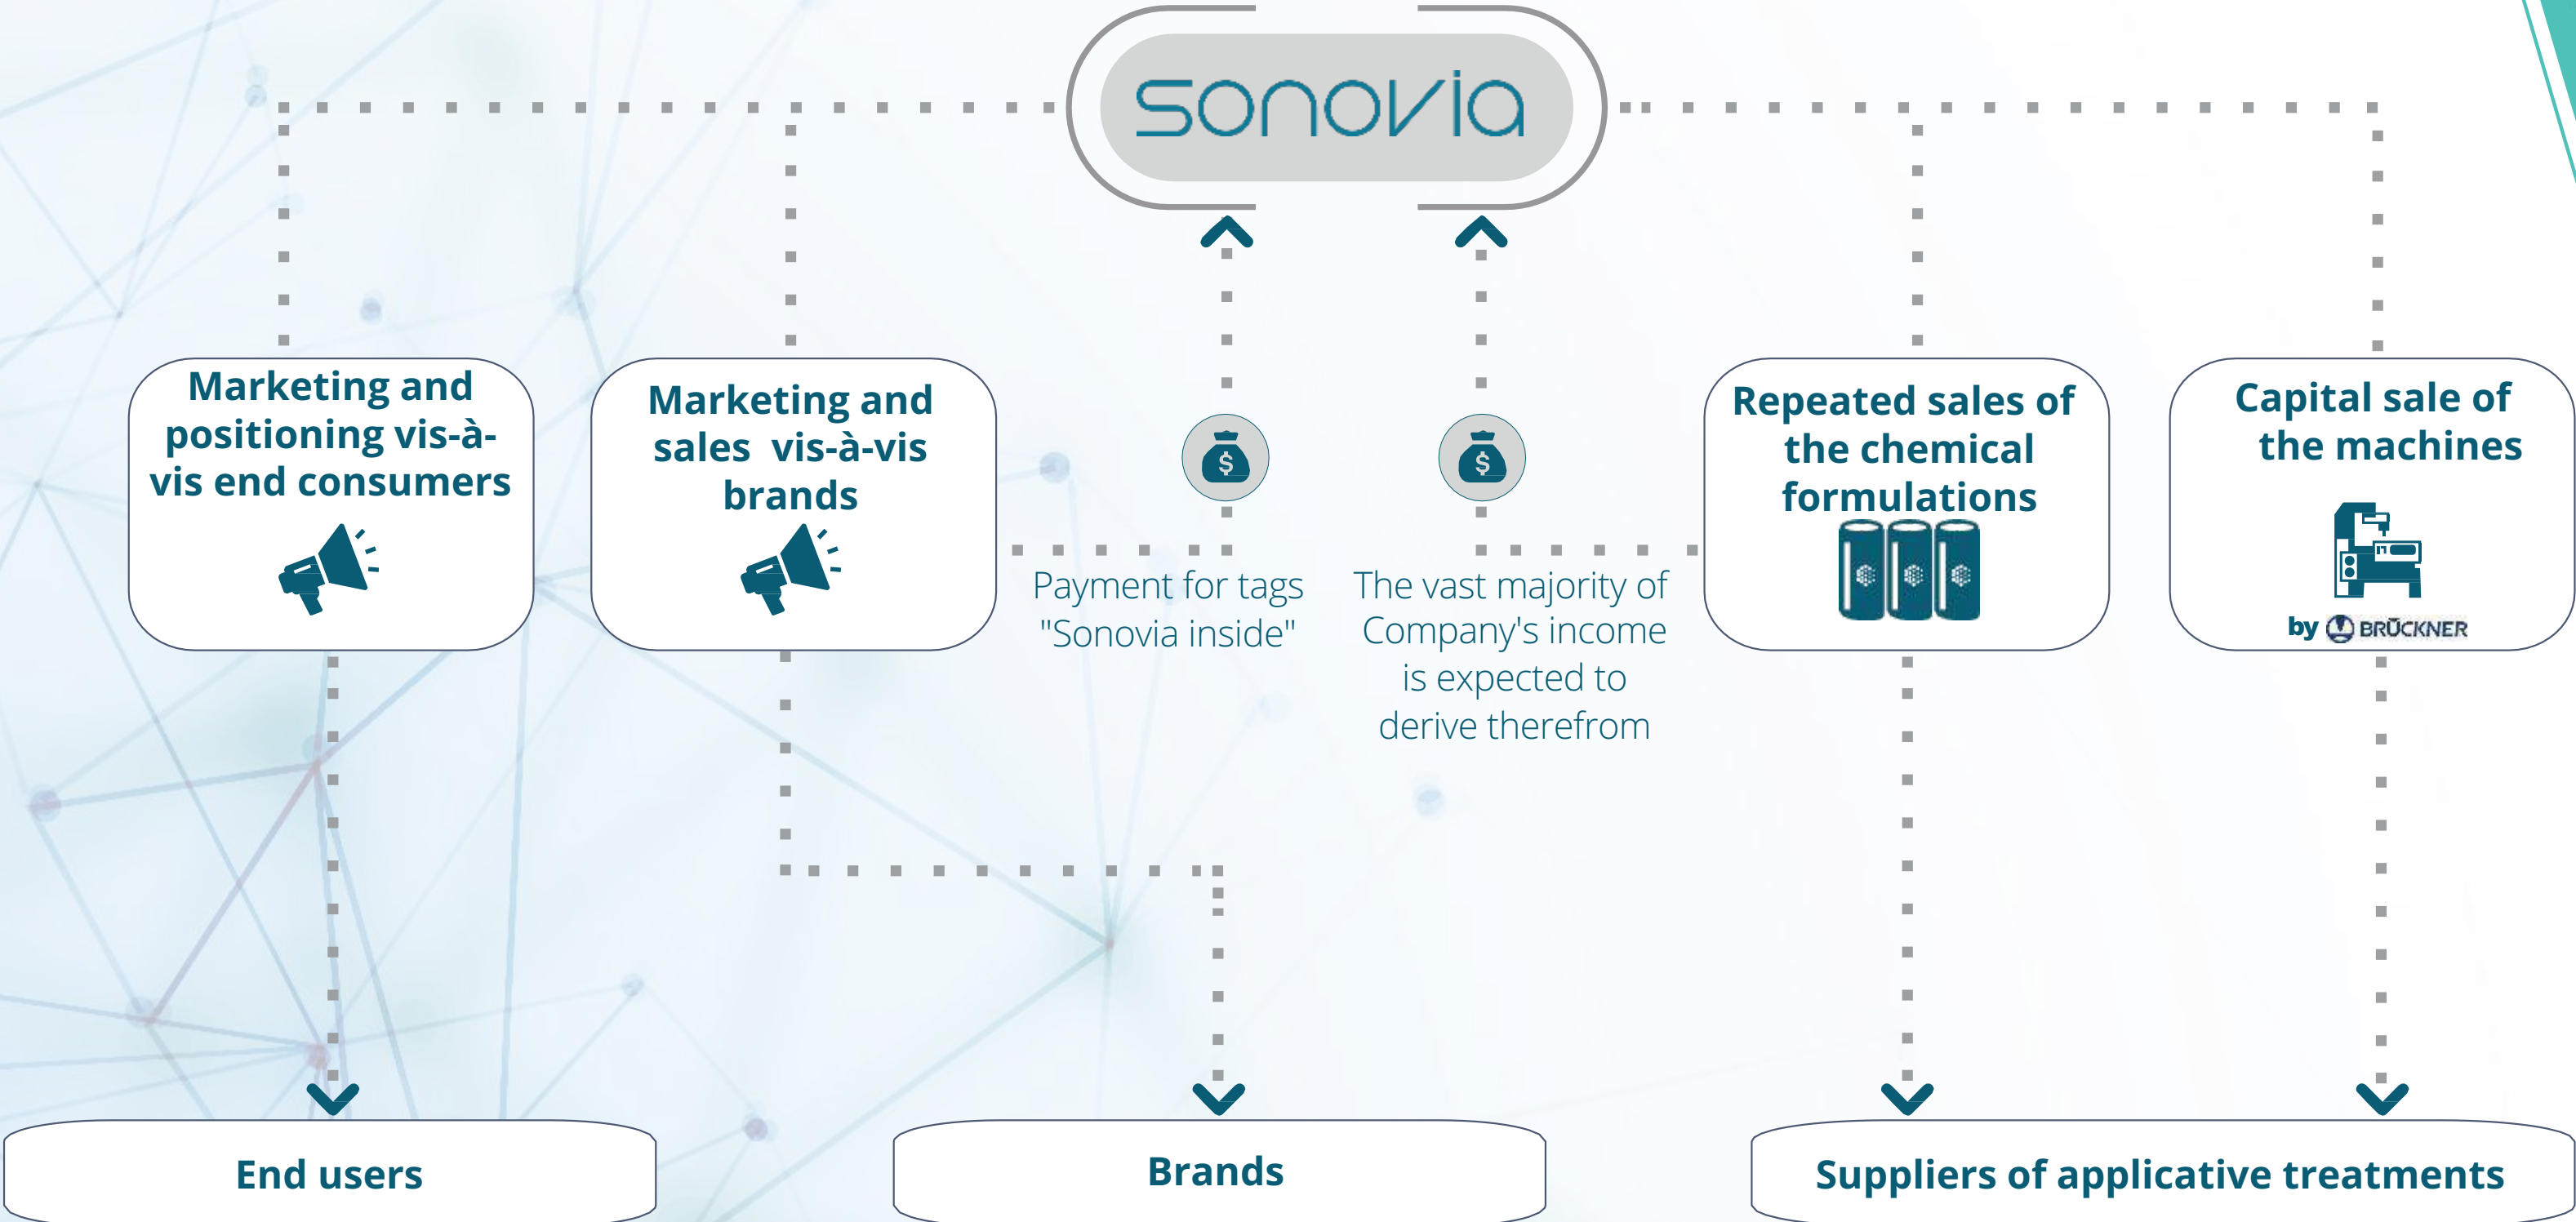 sonovia
Marketing and
positioning vis-à-
vis end consumers
Marketing and
sales vis-à-vis
brands
$
Payment for tags
"Sonovia inside"
$
The vast majority of
Company's income
is expected to
derive therefrom
Repeated sales of
the chemical
formulations
Capital sale of
the machines
by BRÜCKNER
End users
Brands
Suppliers of applicative treatments